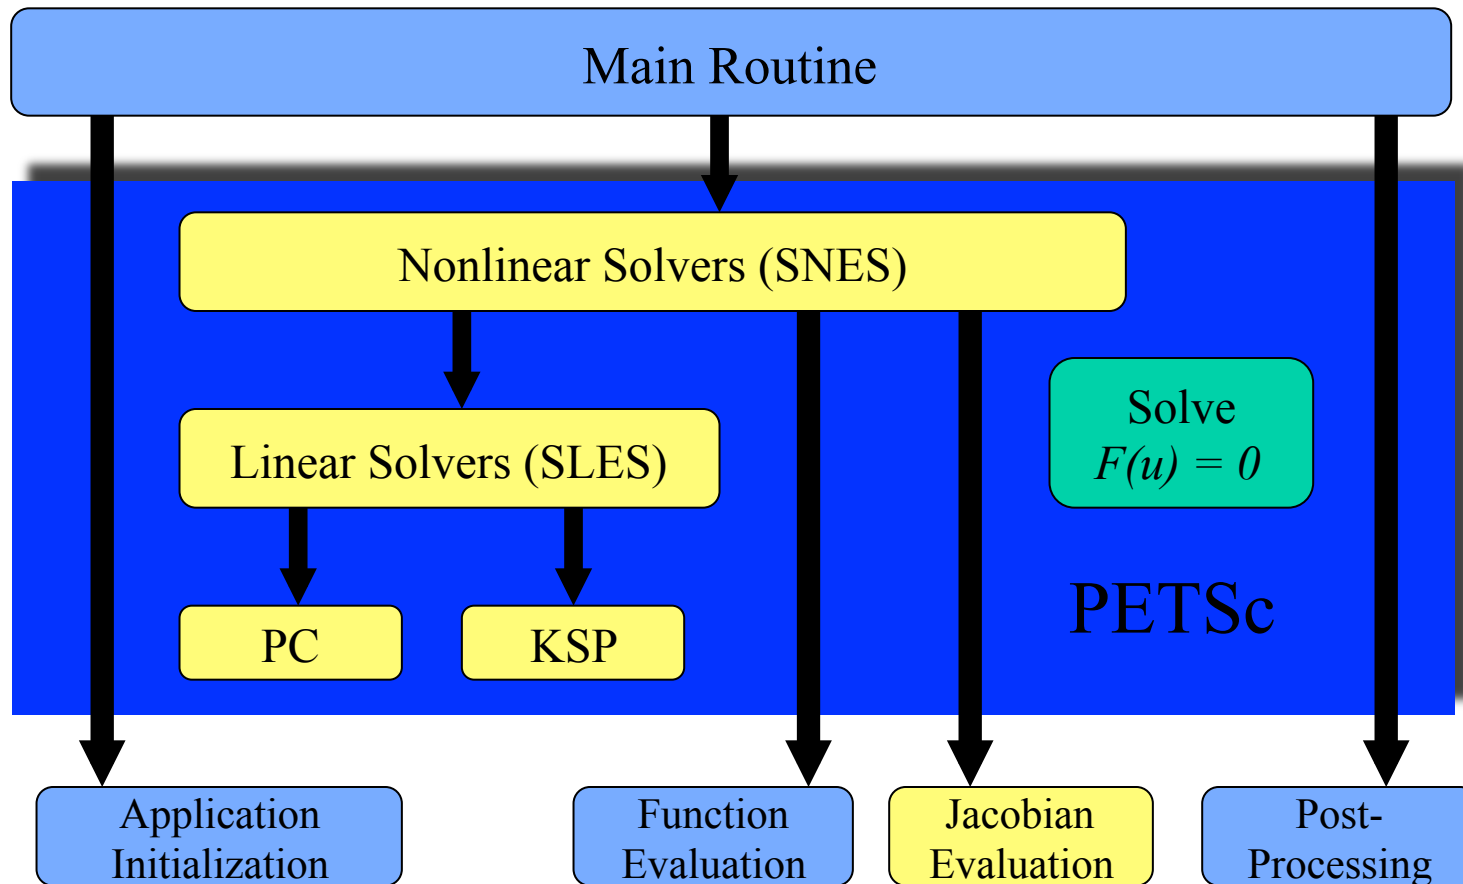 Main Routine
Nonlinear Solvers (SNES)
Solve
F(u) = 0
Linear Solvers (SLES)
PETSc
PC
KSP
Application
Initialization
Function
Evaluation
Jacobian
Evaluation
Post-
Processing